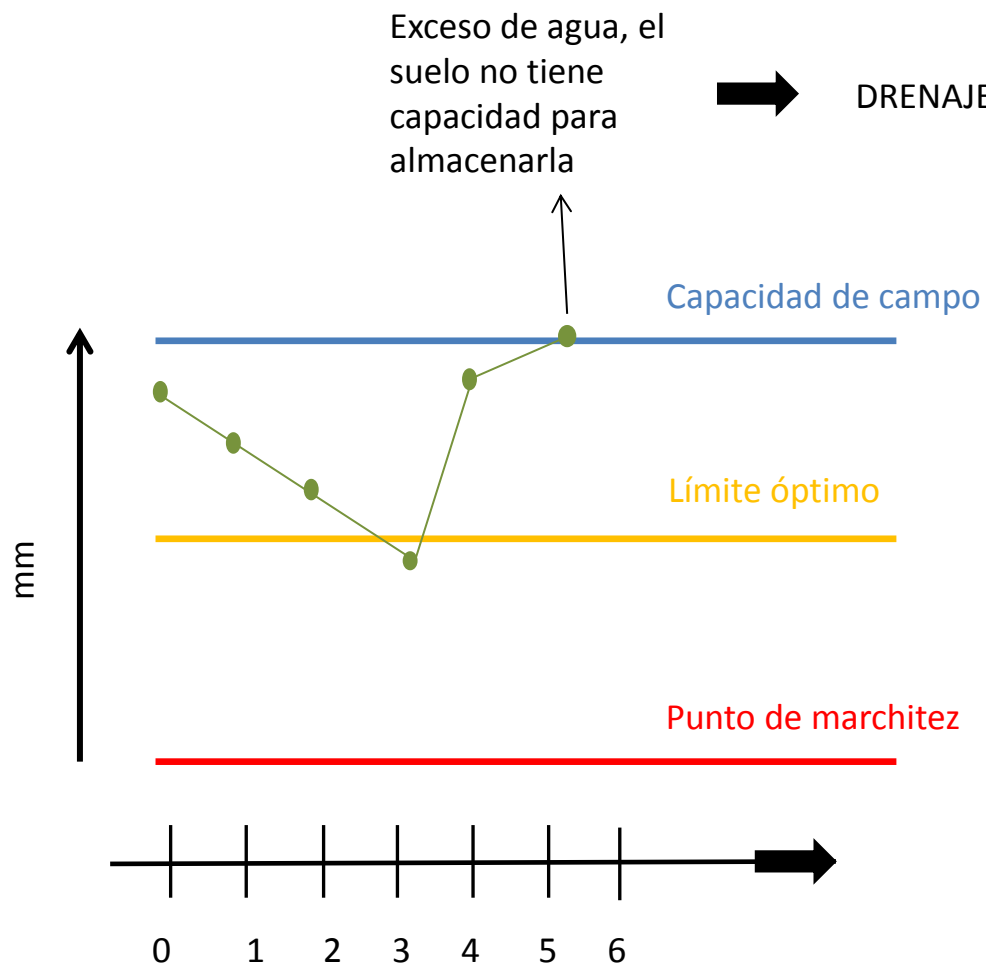 Exceso de agua, el
suelo no tiene
capacidad para
almacenarla
DRENAJE
Capacidad de campo
Límite óptimo
mm
Punto de marchitez
0 1 2 3 4 5 6